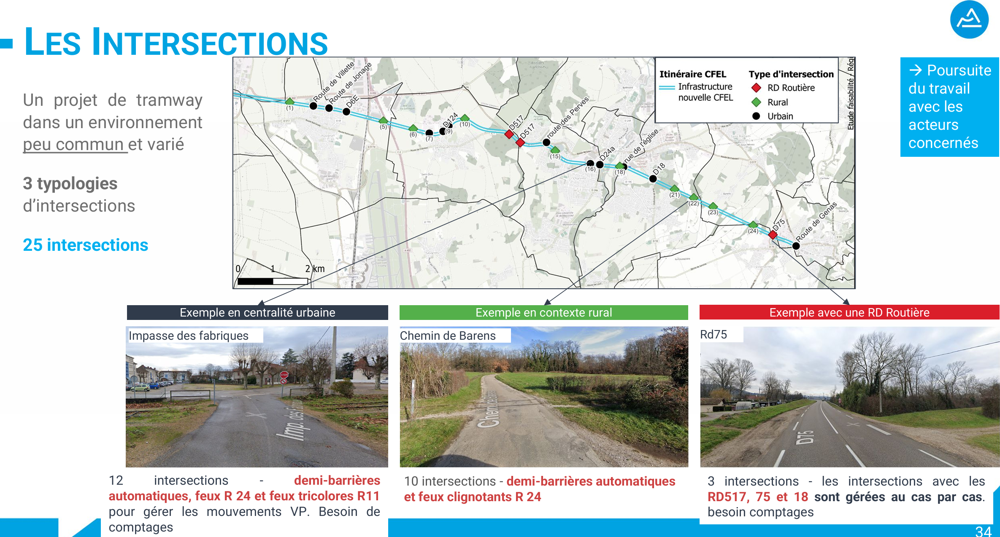 LES INTERSECTIONS
Un projet de tramway
dans un environnement
peu commun et varié
3 typologies
d’intersections
25 intersections
Itinéraire CFEL
Infrastructure
nouvelle CFEL
Type d'intersection
RD Routière
Rural
Urbain
Etude faisabilité - Régi
→ Poursuite
du travail
avec les
acteurs
concernés
(1)
Route de Villette
Route de Jonage
D6E
(5)
(6)
(7)
D124
(9)
(10)
D517
D517
route des Perves
(15)
(16)
D24a
(18)
rue de l'église
D18
(21)
(22)
(23)
(24)
D75
Route de Genas
0 1 2 km
Exemple en centralité urbaine
Impasse des fabriques
STOP
Imp. des
12 intersections - demi-barrières
automatiques, feux R 24 et feux tricolores R11
pour gérer les mouvements VP. Besoin de
comptages
Exemple en contexte rural
Chemin de Barens
10 intersections - demi-barrières automatiques
et feux clignotants R 24
Exemple avec une RD Routière
Rd75
D75
3 intersections - les intersections avec les
RD517, 75 et 18 sont gérées au cas par cas.
besoin comptages
34